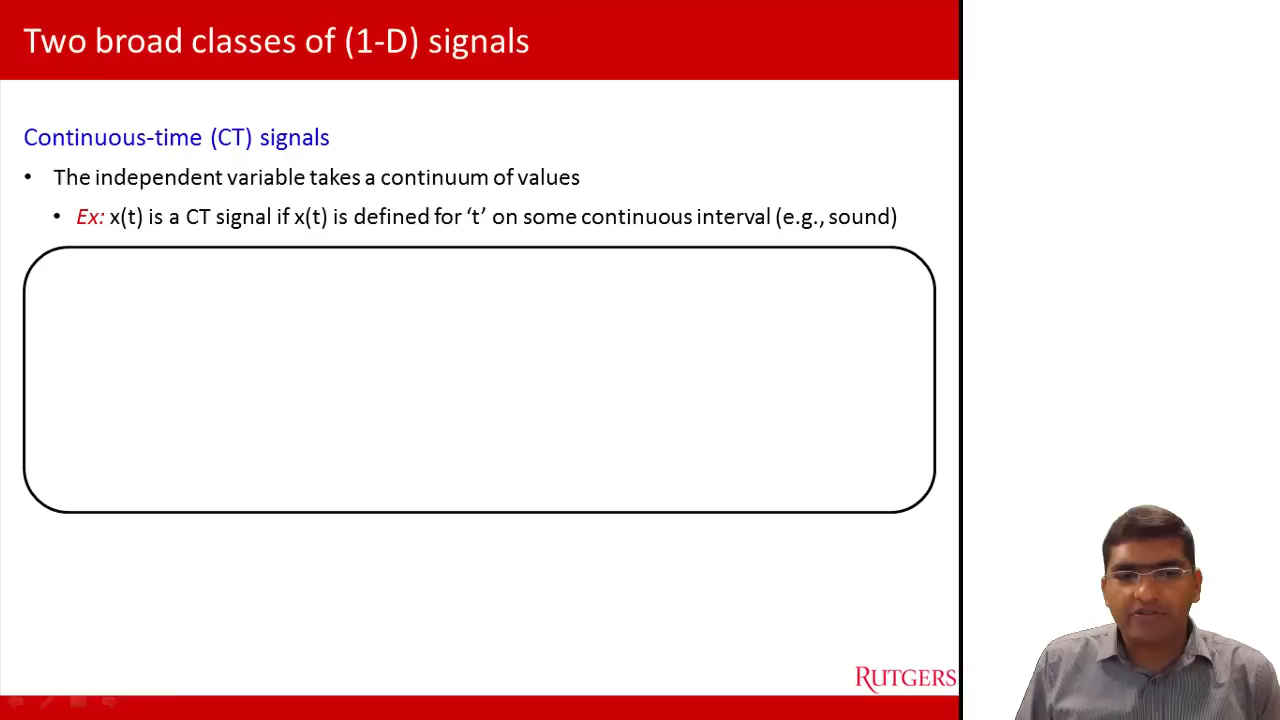 Two broad classes of (1-D) signals
Continuous-time (CT) signals
• The independent variable takes a continuum of values
• Ex: x(t) is a CT signal if x(t) is defined for ‘t’ on some continuous interval (e.g., sound)
RUTGERS